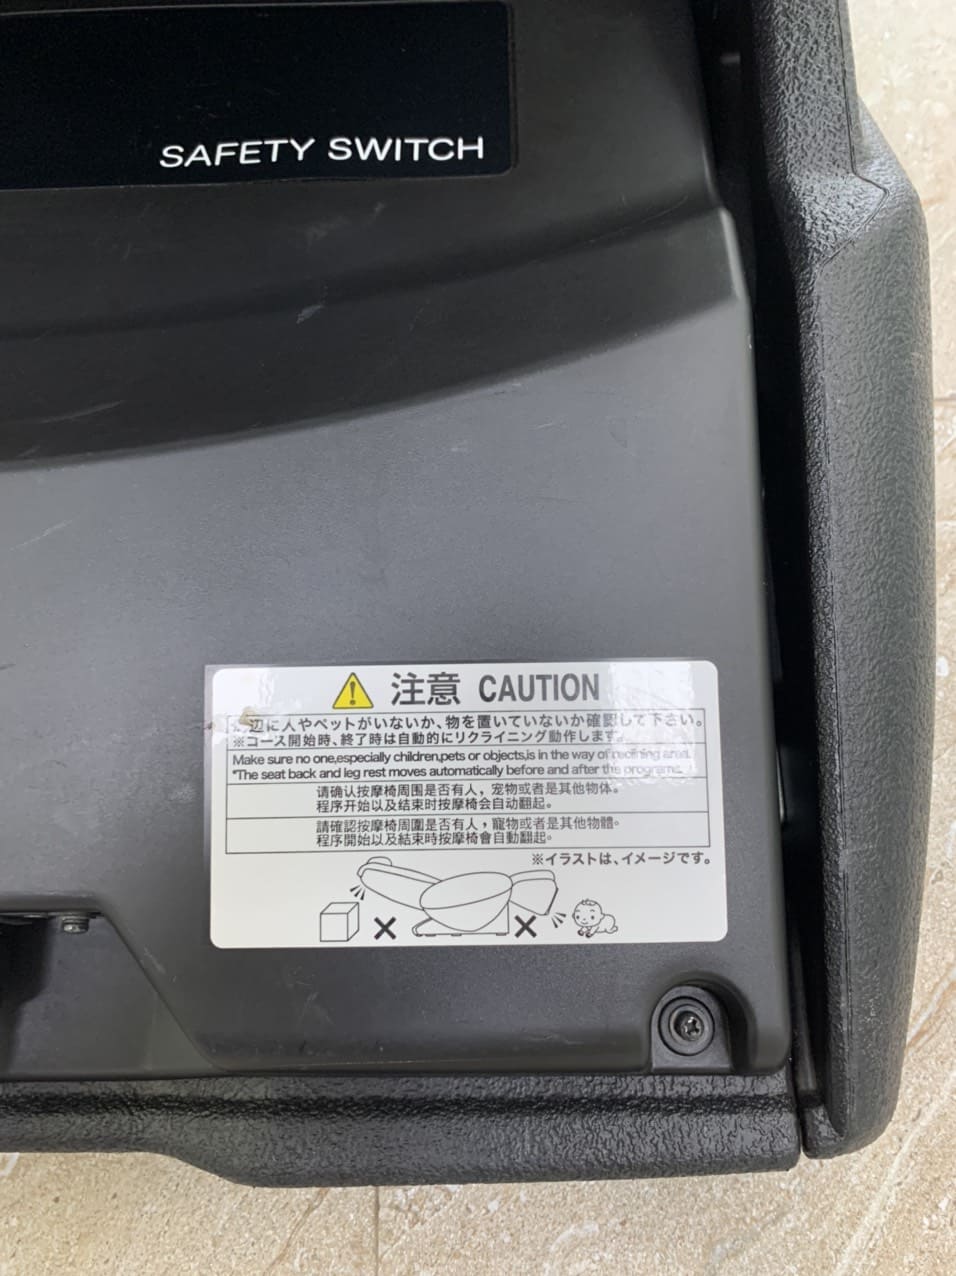 SAFETY SWITCH
注意 CAUTION
辺に人やペットがいないか、物を置いていないか確認して下さい。
※コース開始時、終了時は自動的にリクライニング動作します。
Make sure no one,especially children,pets or objects,is in the way of reclining area.
*The seat back and leg rest moves automatically before and after the programs.
请确认按摩椅周围是否有人，宠物或者是其他物体。
程序开始以及结束时按摩椅会自动翻起。
請確認按摩椅周圍是否有人，寵物或者是其他物體。
程序開始以及結束時按摩椅會自動翻起。
※イラストは、イメージです。